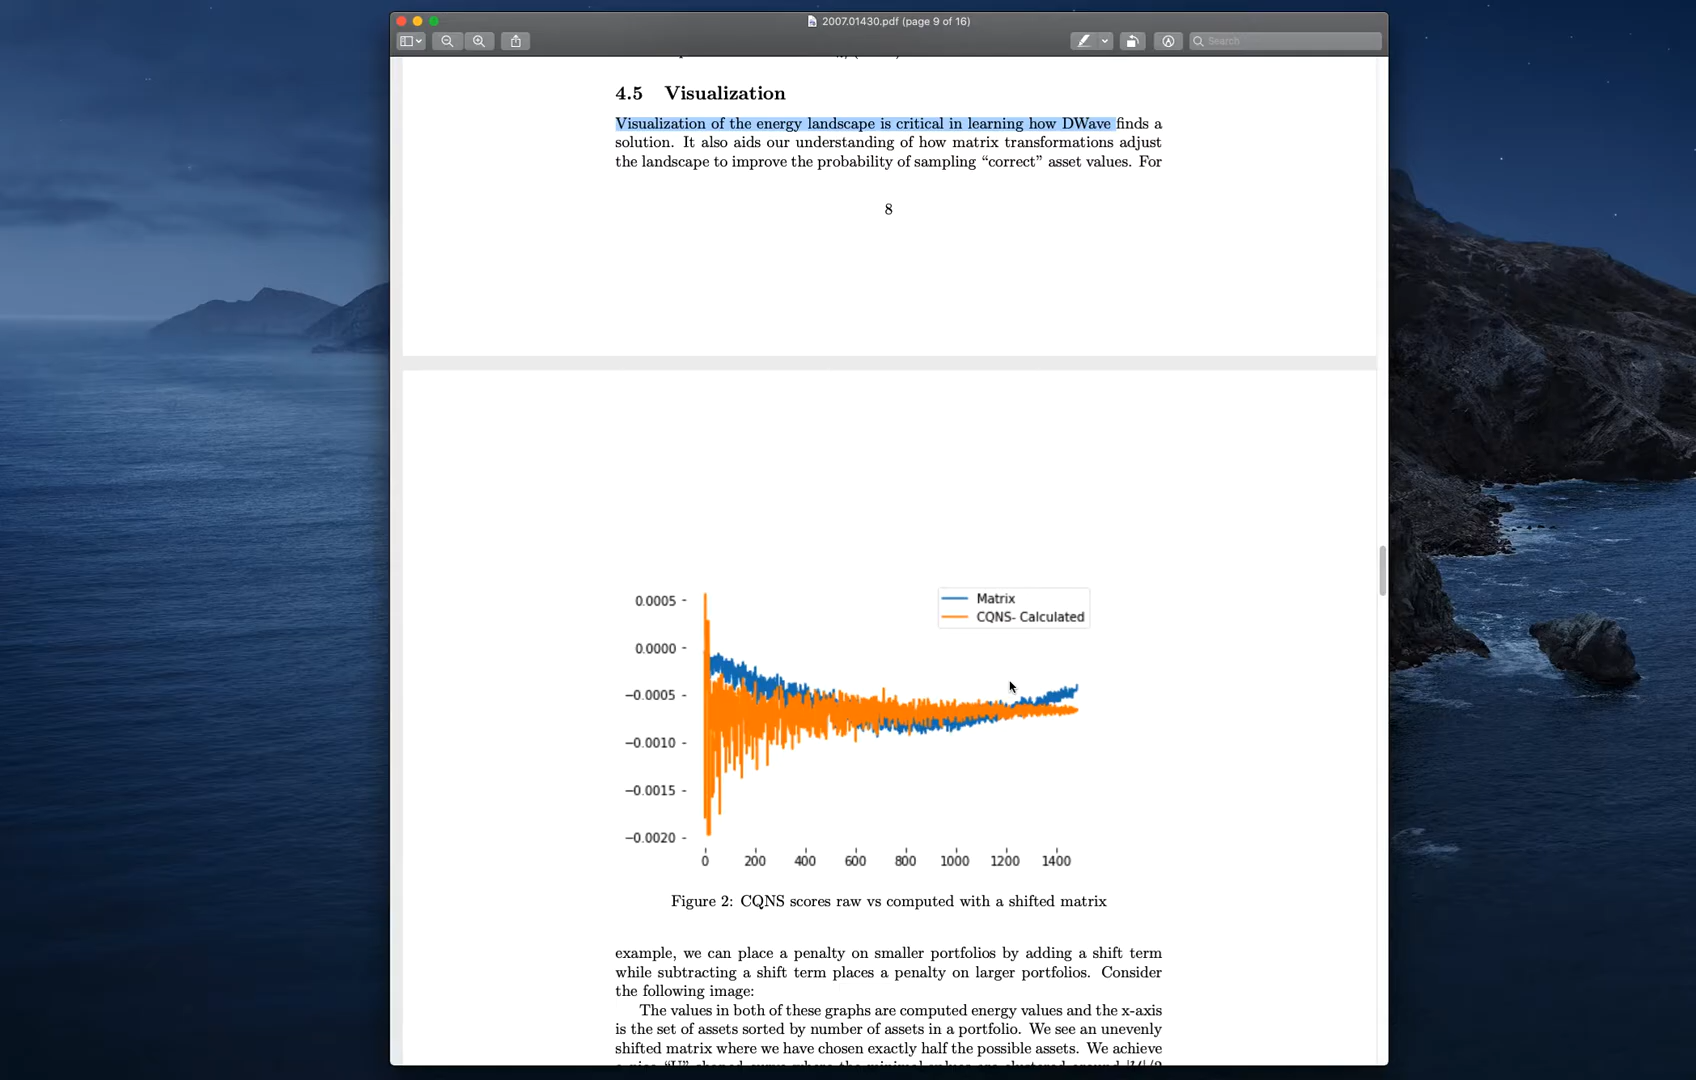 2007.01430.pdf (page 9 of 16)
Search
4.5 Visualization
Visualization of the energy landscape is critical in learning how DWave finds a
solution. It also aids our understanding of how matrix transformations adjust
the landscape to improve the probability of sampling “correct” asset values. For
8
0.0005
0.0000
−0.0005
−0.0010
−0.0015
−0.0020
Matrix
CQNS- Calculated
0 200 400 600 800 1000 1200 1400
Figure 2: CQNS scores raw vs computed with a shifted matrix
example, we can place a penalty on smaller portfolios by adding a shift term
while subtracting a shift term places a penalty on larger portfolios. Consider
the following image:
The values in both of these graphs are computed energy values and the x-axis
is the set of assets sorted by number of assets in a portfolio. We see an unevenly
shifted matrix where we have chosen exactly half the possible assets. We achieve